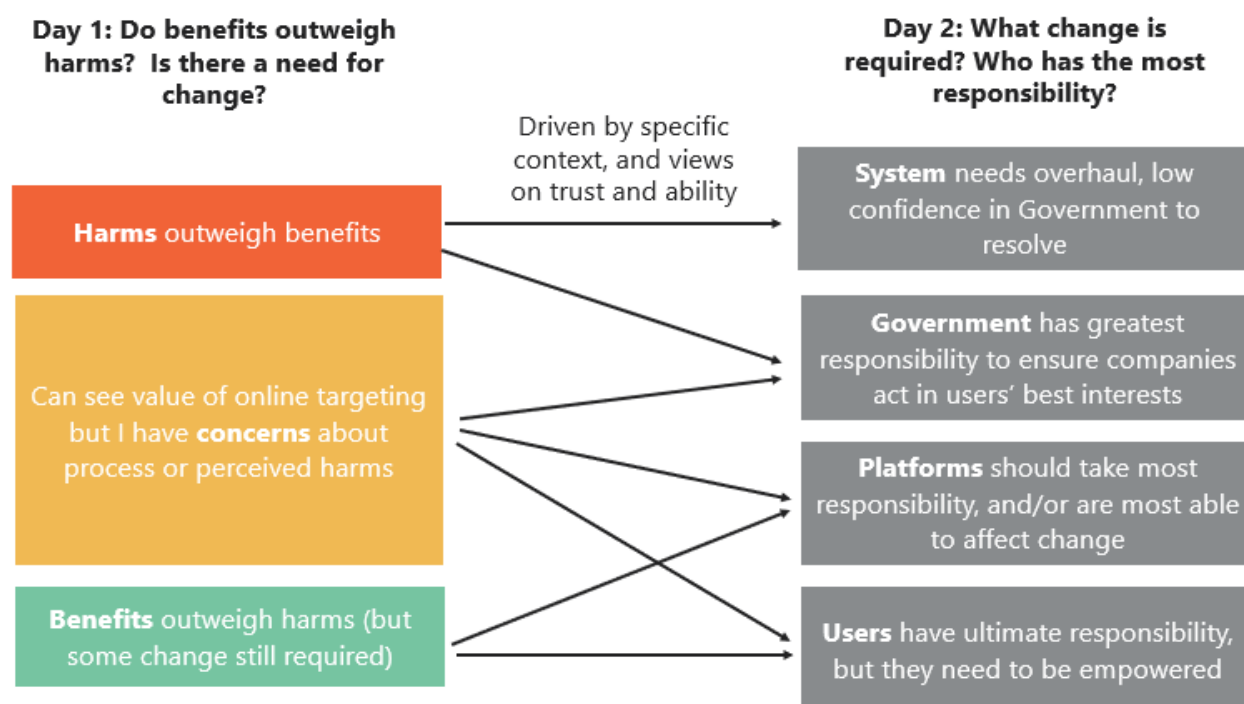 Day 1: Do benefits outweigh
harms?  Is there a need for
change?
Day 2: What change is
required? Who has the most
responsibility?
Driven by specific
context, and views
on trust and ability
Harms outweigh benefits
Can see value of online targeting
but I have concerns about
process or perceived harms
Benefits outweigh harms (but
some change still required)
System needs overhaul, low
confidence in Government to
resolve
Government has greatest
responsibility to ensure companies
act in users’ best interests
Platforms should take most
responsibility, and/or are most able
to affect change
Users have ultimate responsibility,
but they need to be empowered